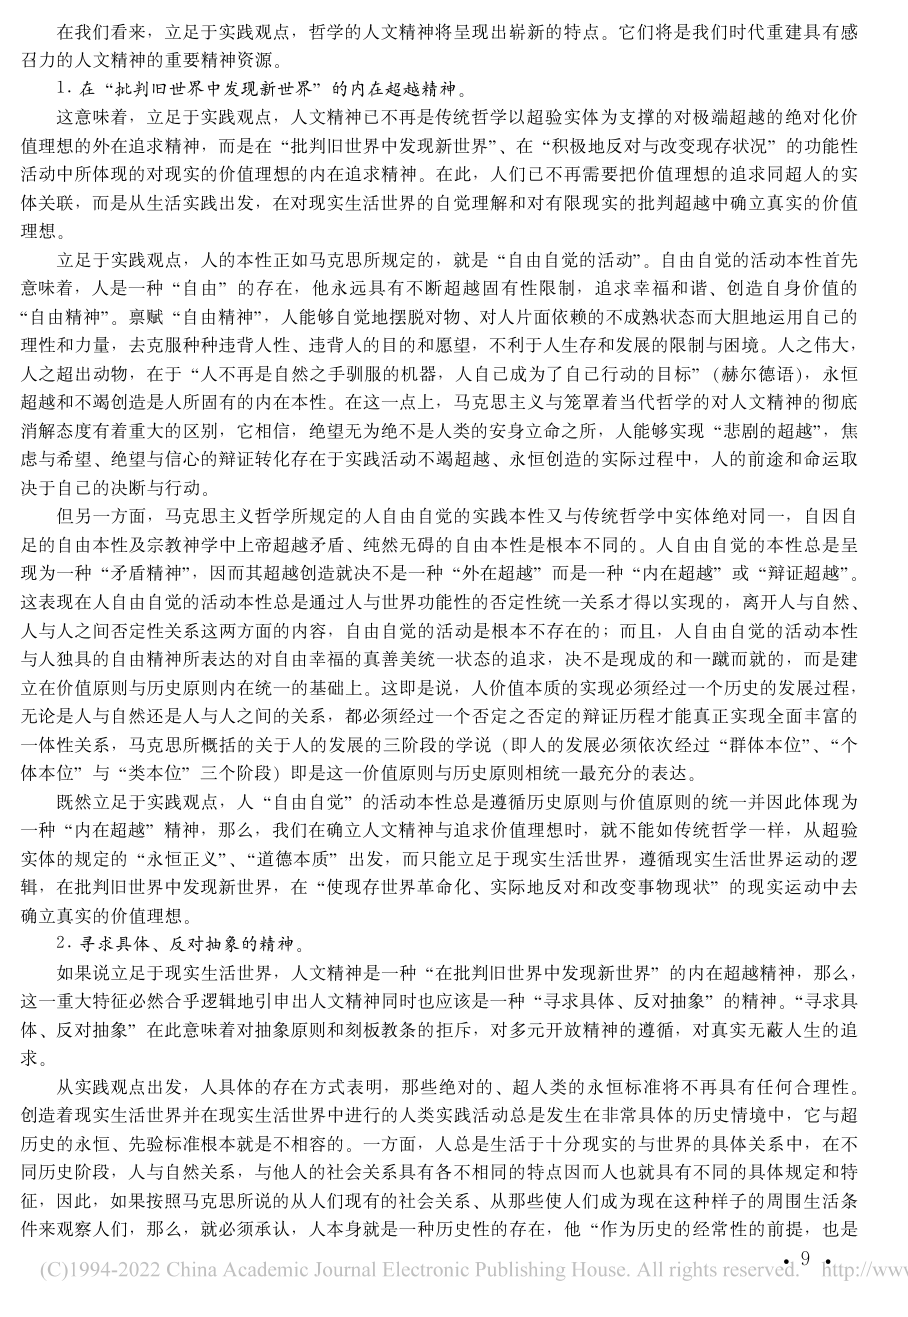 在我们看来，立足于实践观点，哲学的人文精神将呈现出崭新的特点。它们将是我们时代重建具有感
召力的人文精神的重要精神资源。
1. 在“批判旧世界中发现新世界”的内在超越精神。
这意味着，立足于实践观点，人文精神已不再是传统哲学以超验实体为支撑的对极端超越的绝对化价
值理想的外在追求精神，而是在“批判旧世界中发现新世界”、在“积极地反对与改变现存状况”的功能性
活动中所体现的对现实的价值理想的内在追求精神。在此，人们已不再需要把价值理想的追求同超人的实
体关联，而是从生活实践出发，在对现实生活世界的自觉理解和对有限现实的批判超越中确立真实的价值
理想。
立足于实践观点，人的本性正如马克思所规定的，就是“自由自觉的活动”。自由自觉的活动本性首先
意味着，人是一种“自由”的存在，他永远具有不断超越固有性限制，追求幸福和谐、创造自身价值的
“自由精神”。禀赋“自由精神”，人能够自觉地摆脱对物、对人片面依赖的不成熟状态而大胆地运用自己的
理性和力量，去克服种种违背人性、违背人的目的和愿望，不利于人生存和发展的限制与困境。人之伟大，
人之超出动物，在于“人不再是自然之手驯服的机器，人自己成为了自己行动的目标”（赫尔德语），永恒
超越和不竭创造是人所固有的内在本性。在这一点上，马克思主义与笼罩着当代哲学的对人文精神的彻底
消解态度有着重大的区别，它相信，绝望无为绝不是人类的安身立命之所，人能够实现“悲剧的超越”，焦
虑与希望、绝望与信心的辩证转化存在于实践活动不竭超越、永恒创造的实际过程中，人的前途和命运取
决于自己的决断与行动。
但另一方面，马克思主义哲学所规定的人自由自觉的实践本性又与传统哲学中实体绝对同一，自因自
足的自由本性及宗教神学中上帝超越矛盾、纯然无碍的自由本性是根本不同的。人自由自觉的本性总是呈
现为一种“矛盾精神”，因而其超越创造就决不是一种“外在超越”而是一种“内在超越”或“辩证超越”。
这表现在人自由自觉的活动本性总是通过人与世界功能性的否定性统一关系才得以实现的，离开人与自然、
人与人之间否定性关系这两方面的内容，自由自觉的活动是根本不存在的；而且，人自由自觉的活动本性
与人独具的自由精神所表达的对自由幸福的真善美统一状态的追求，决不是现成的和一蹴而就的，而是建
立在价值原则与历史原则内在统一的基础上。这即是说，人价值本质的实现必须经过一个历史的发展过程，
无论是人与自然还是人与人之间的关系，都必须经过一个否定之否定的辩证历程才能真正实现全面丰富的
一体性关系，马克思所概括的关于人的发展的三阶段的学说（即人的发展必须依次经过“群体本位”、“个
体本位”与“类本位”三个阶段）即是这一价值原则与历史原则相统一最充分的表达。
既然立足于实践观点，人“自由自觉”的活动本性总是遵循历史原则与价值原则的统一并因此体现为
一种“内在超越”精神，那么，我们在确立人文精神与追求价值理想时，就不能如传统哲学一样，从超验
实体的规定的“永恒正义”、“道德本质”出发，而只能立足于现实生活世界，遵循现实生活世界运动的逻
辑，在批判旧世界中发现新世界，在“使现存世界革命化、实际地反对和改变事物现状”的现实运动中去
确立真实的价值理想。
2. 寻求具体、反对抽象的精神。
如果说立足于现实生活世界，人文精神是一种“在批判旧世界中发现新世界”的内在超越精神，那么，
这一重大特征必然合乎逻辑地引申出人文精神同时也应该是一种“寻求具体、反对抽象”的精神。“寻求具
体、反对抽象”在此意味着对抽象原则和刻板教条的拒斥，对多元开放精神的遵循，对真实无蔽人生的追
求。
从实践观点出发，人具体的存在方式表明，那些绝对的、超人类的永恒标准将不再具有任何合理性。
创造着现实生活世界并在现实生活世界中进行的人类实践活动总是发生在非常具体的历史情境中，它与超
历史的永恒、先验标准根本就是不相容的。一方面，人总是生活于十分现实的与世界的具体关系中，在不
同历史阶段，人与自然关系，与他人的社会关系具有各不相同的特点因而人也就具有不同的具体规定和特
征，因此，如果按照马克思所说的从人们现有的社会关系、从那些使人们成为现在这种样子的周围生活条
件来观察人们，那么，就必须承认，人本身就是一种历史性的存在，他“作为历史的经常性的前提，也是
• 9 •
(C)1994-2022 China Academic Journal Electronic Publishing House. All rights reserved. http://www